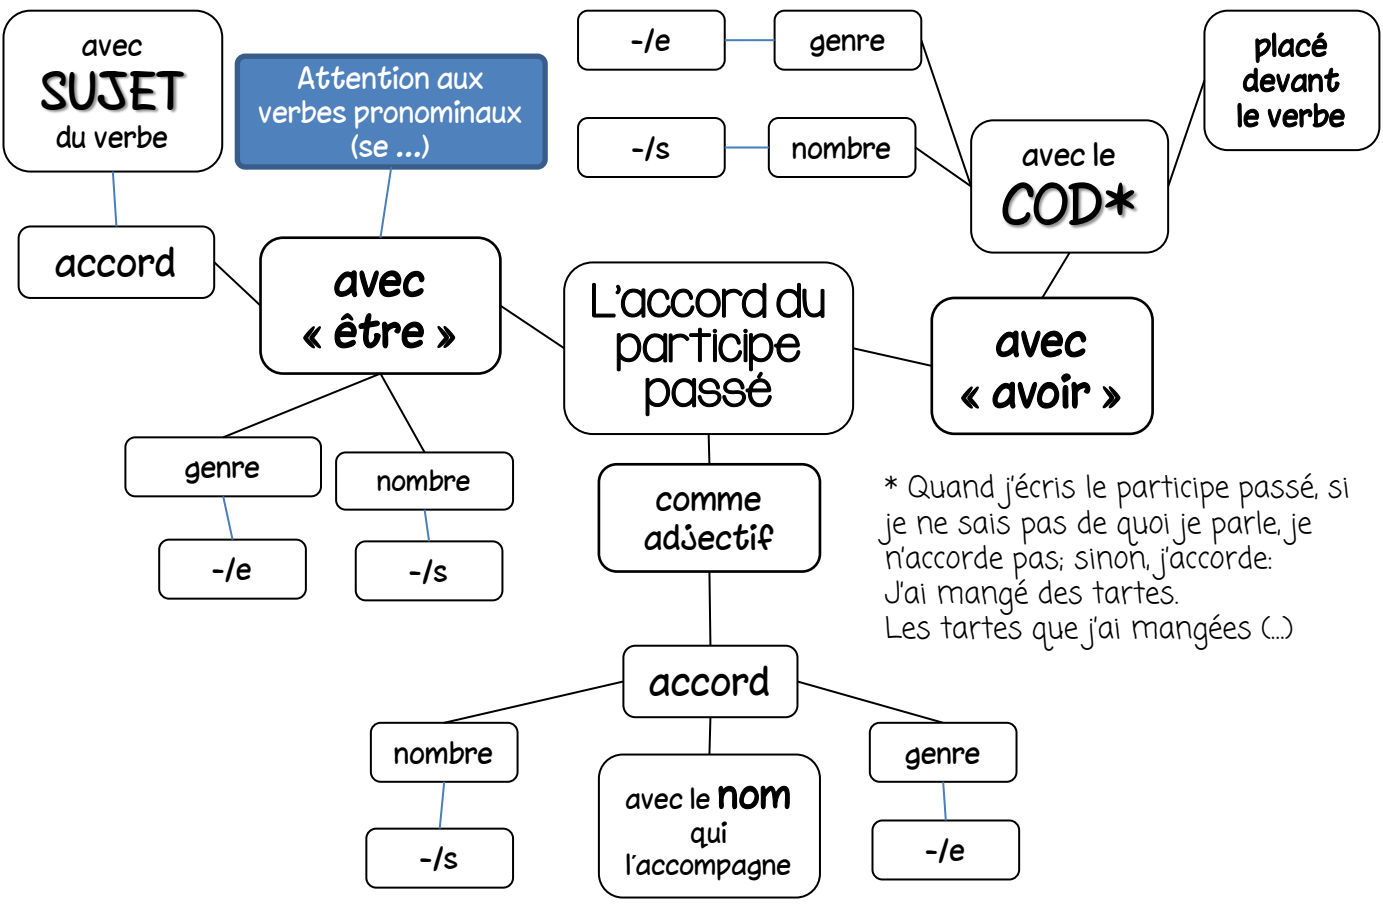 avec
SUJET
du verbe
Attention aux
verbes pronominaux
(se ...)
-/e
genre
placé
devant
le verbe
-/s
nombre
avec le
COD*
accord
avec
« être »
L'accord du
participe
passé
avec
« avoir »
genre
nombre
-/e
-/s
comme
adjectif
* Quand j'écris le participe passé, si
je ne sais pas de quoi je parle, je
n'accorde pas; sinon, j'accorde:
J'ai mangé des tartes.
Les tartes que j'ai mangées (...)
accord
nombre
genre
-/s
avec le nom
qui
l'accompagne
-/e